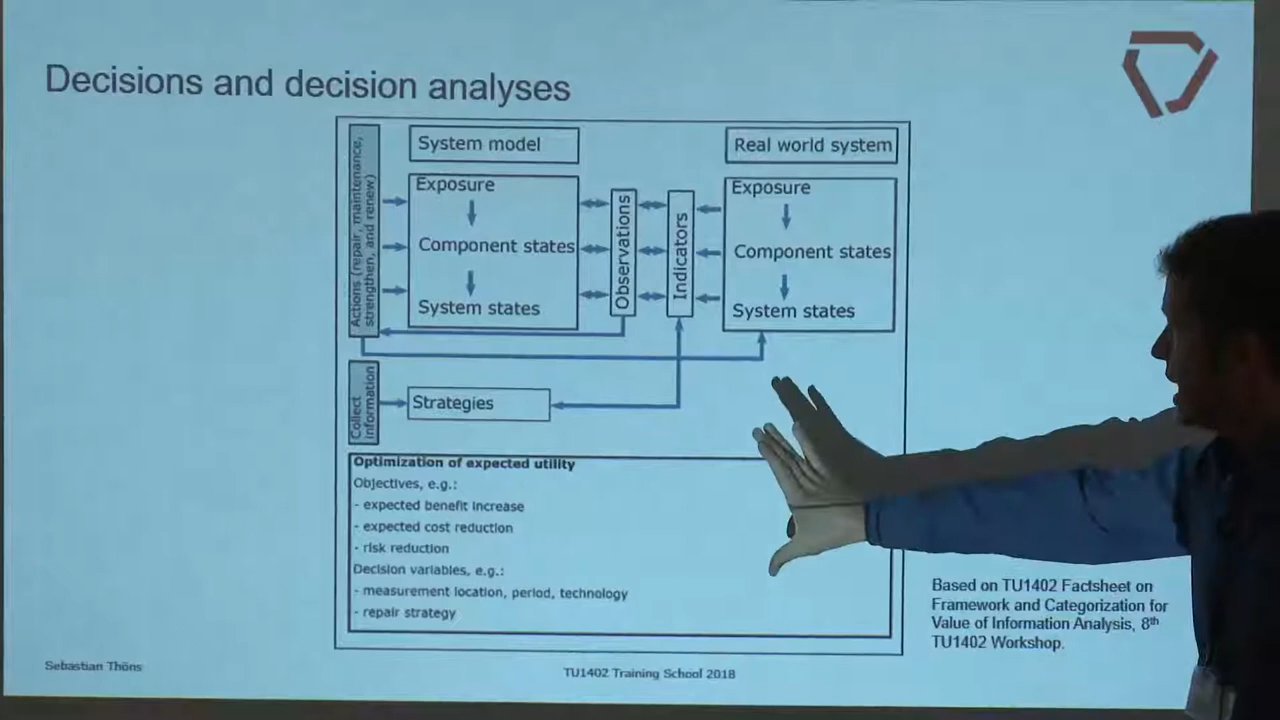 Decisions and decision analyses
Actions (repair, maintenance,
strengthen, and renew)
System model
Exposure
Component states
System states
Observations
Indicators
Real world system
Exposure
Component states
System states
Collect
information
Strategies
Optimization of expected utility
Objectives, e.g.:
- expected benefit increase
- expected cost reduction
- risk reduction
Decision variables, e.g.:
- measurement location, period, technology
- repair strategy
Based on TU1402 Factsheet on
Framework and Categorization for
Value of Information Analysis, 8th
TU1402 Workshop.
Sebastian Thöns
TU1402 Training School 2018